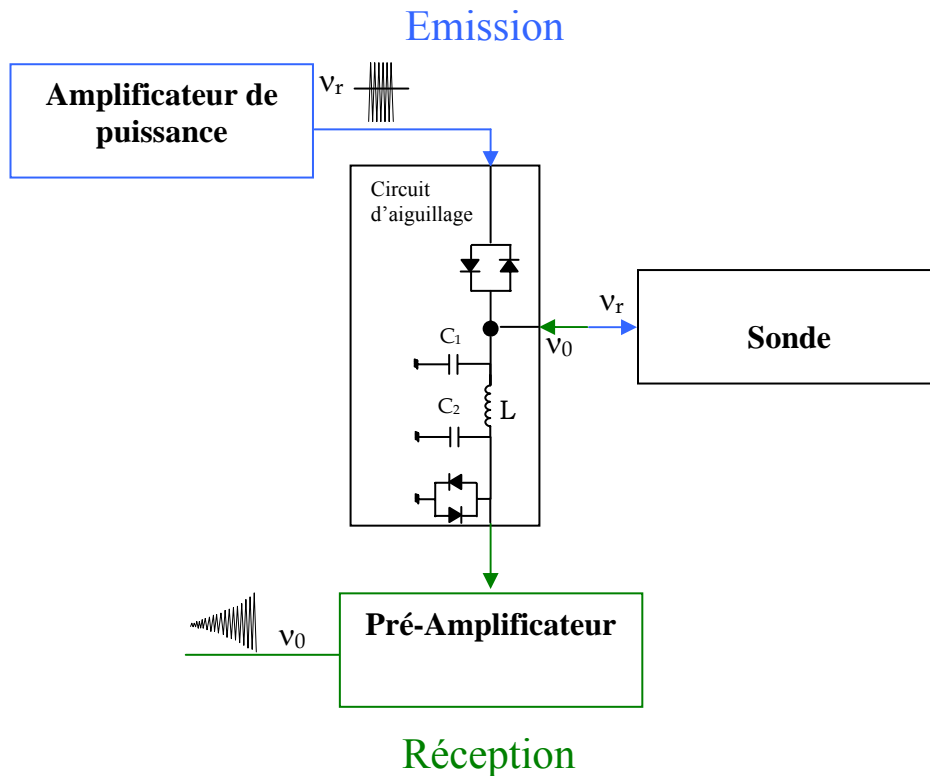 Emission
Amplificateur de
puissance
νr
Circuit
d'aiguillage
νr
ν0
Sonde
C1
C2
L
Pré-Amplificateur
ν0
Réception